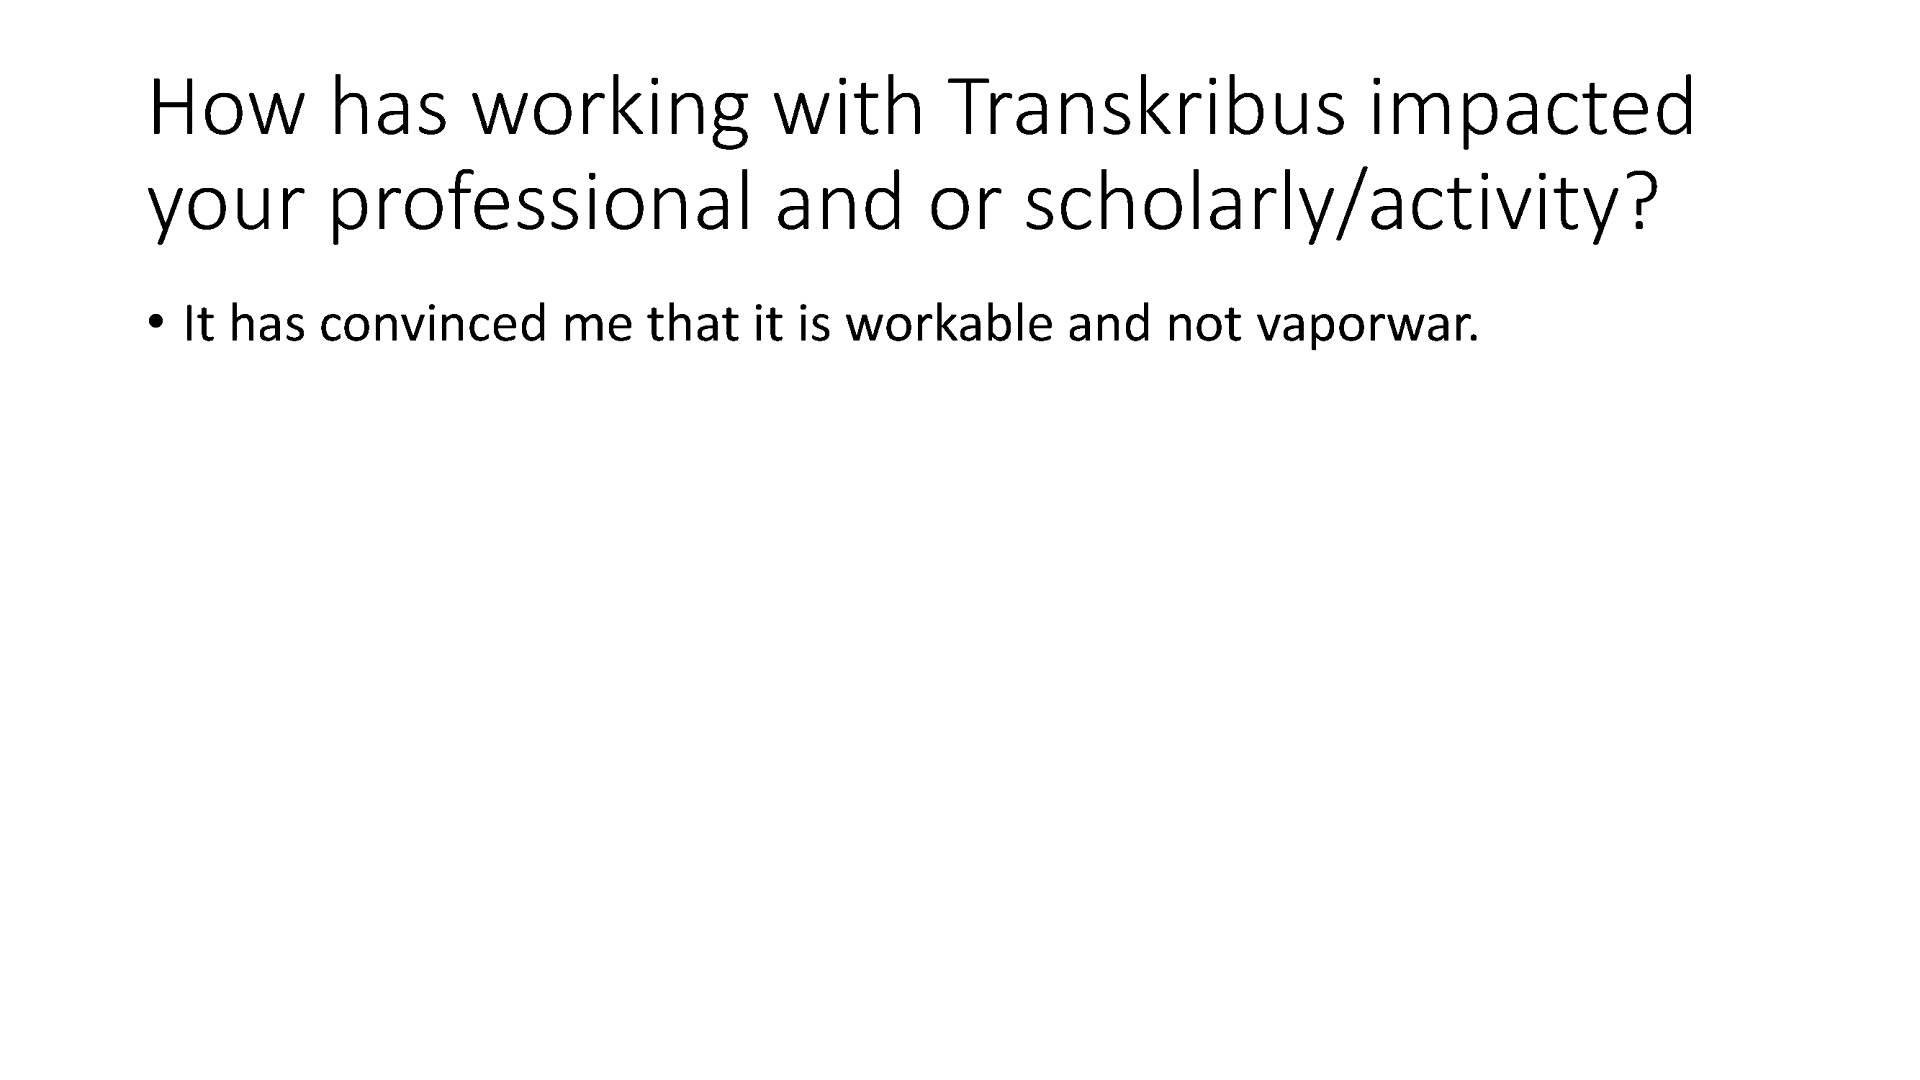 How has working with Transkribus impacted
your professional and or scholarly/activity?
• It has convinced me that it is workable and not vaporwar.